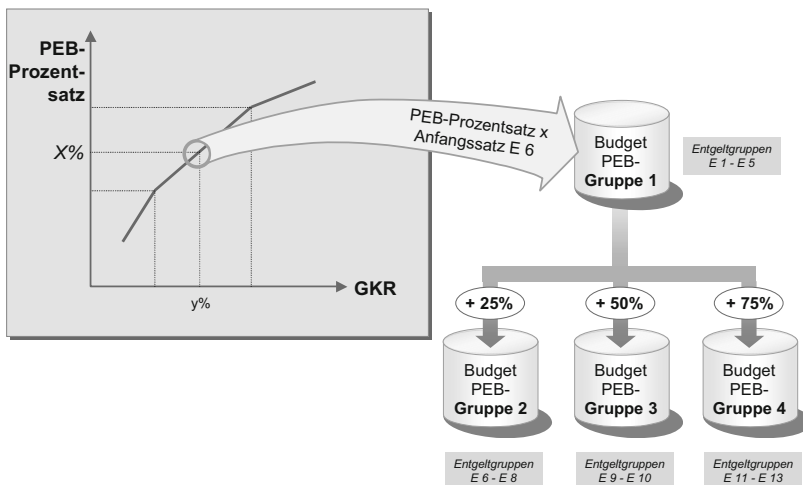 PEB-
Prozent-
satz
X%
y%
GKR
PEB-Prozentsatz x
Anfangssatz E 6
Budget
PEB-
Gruppe 1
Entgeltgruppen
E 1 - E 5
+ 25%
+ 50%
+ 75%
Budget
PEB-
Gruppe 2
Budget
PEB-
Gruppe 3
Budget
PEB-
Gruppe 4
Entgeltgruppen
E 6 - E 8
Entgeltgruppen
E 9 - E 10
Entgeltgruppen
E 11 - E 13